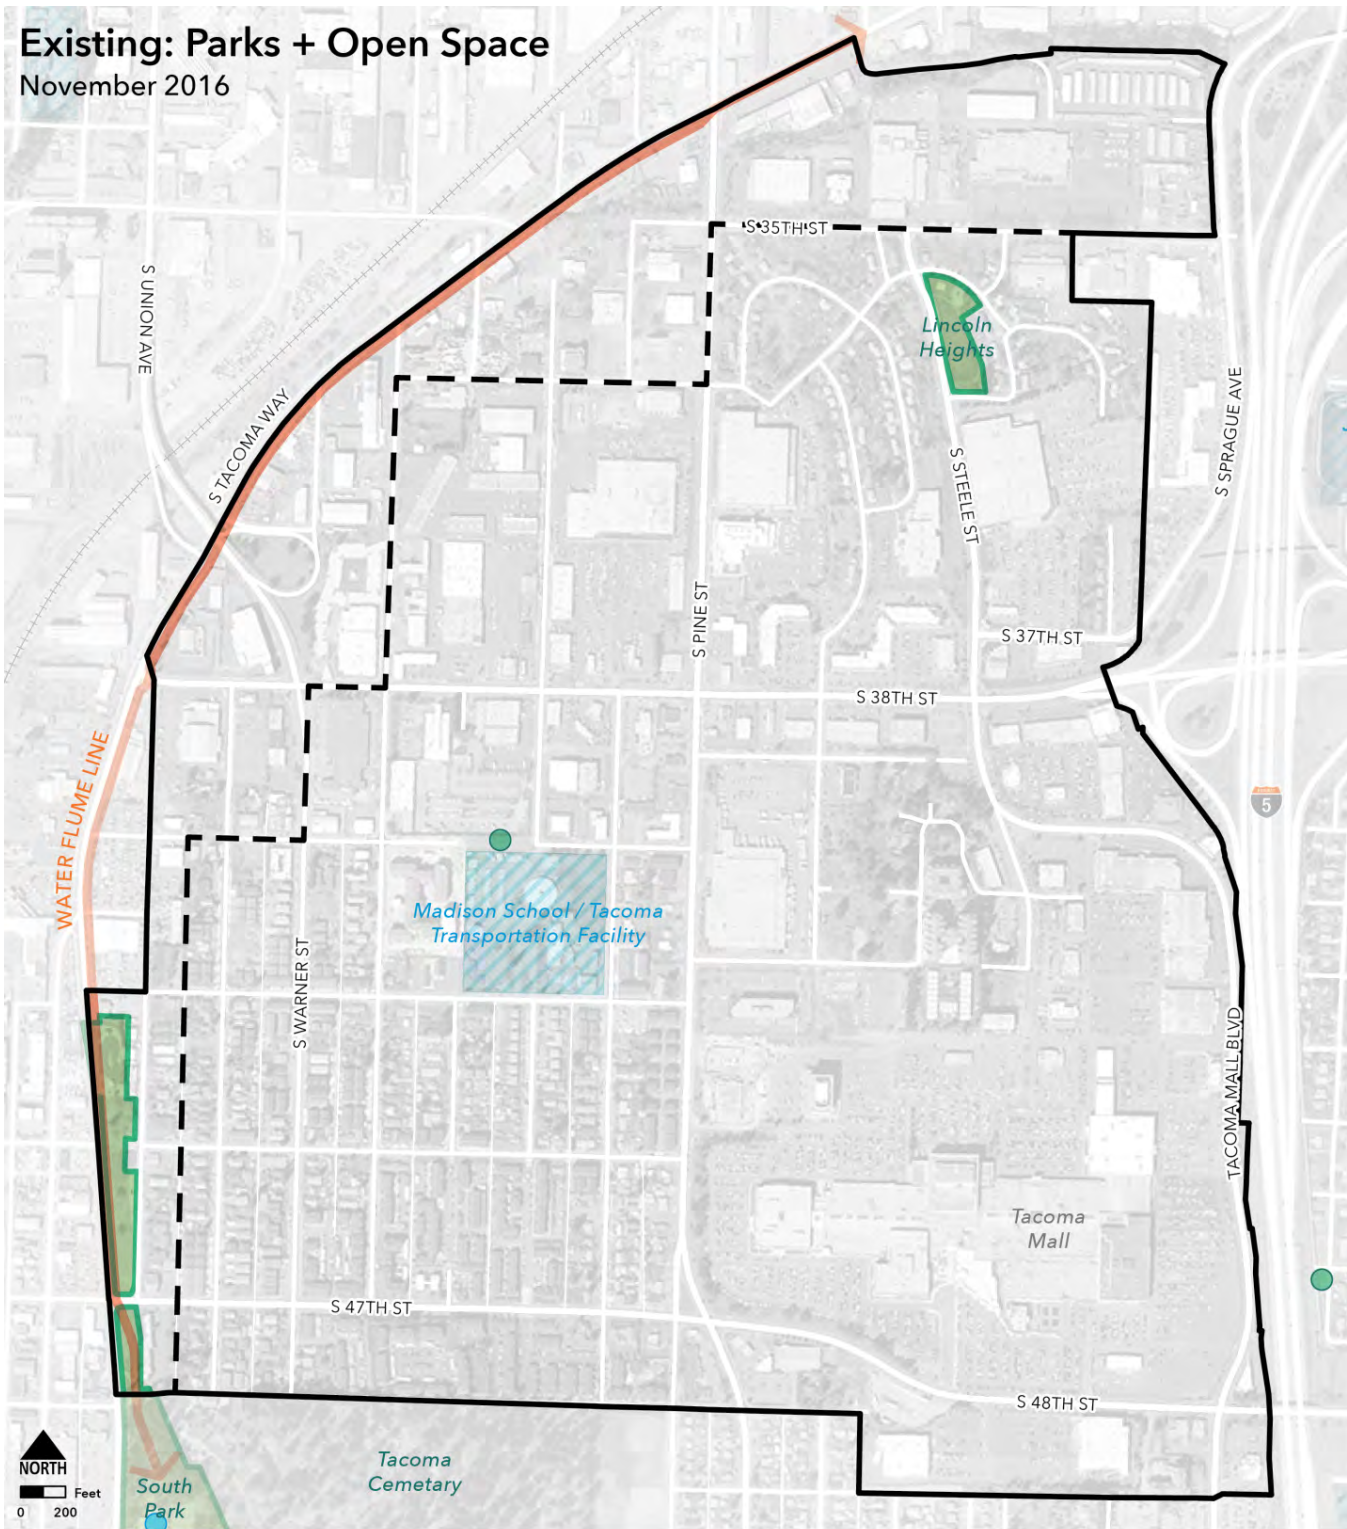 Existing: Parks + Open Space
November 2016
S 35TH ST
S UNION AVE
Lincoln
Heights
S TACOMA WAY
S SPRAGUE AVE
S STEELE ST
S PINE ST
S 37TH ST
S 38TH ST
WATER FLUME LINE
5
Madison School / Tacoma
Transportation Facility
S WARNER ST
TACOMA MALL BLVD
Tacoma
Mall
S 47TH ST
S 48TH ST
NORTH
Feet
0 200
Tacoma
Cemetary
South
Park